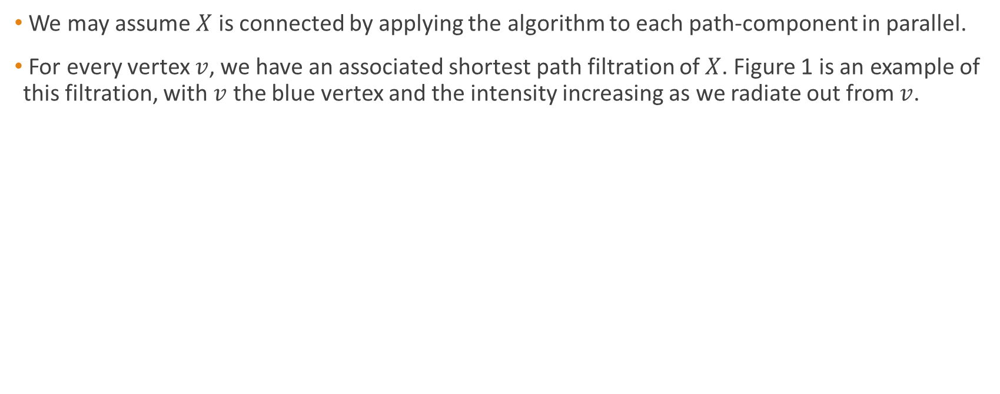 • We may assume X is connected by applying the algorithm to each path-component in parallel.
• For every vertex v, we have an associated shortest path filtration of X. Figure 1 is an example of
this filtration, with v the blue vertex and the intensity increasing as we radiate out from v.